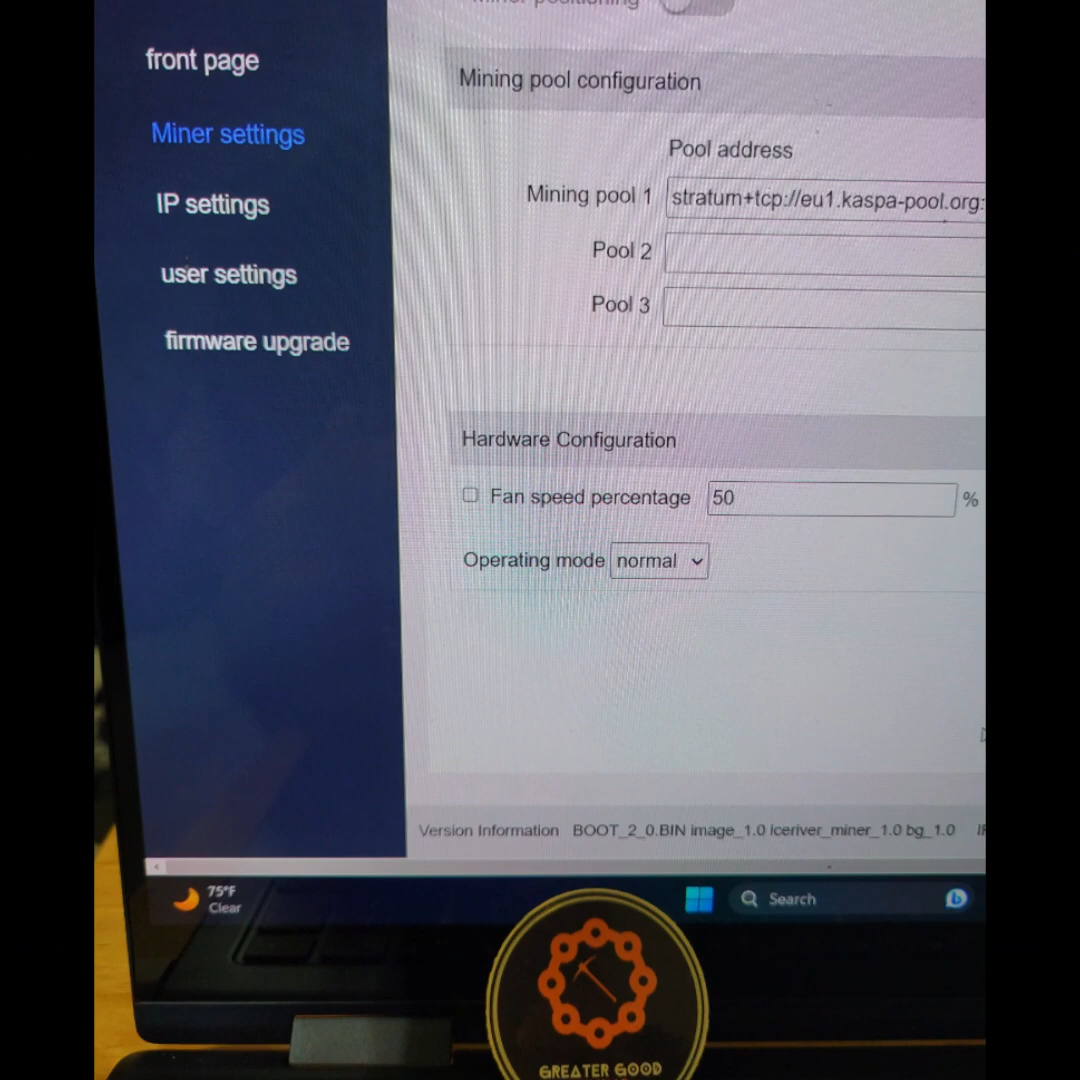 Miner positioning
front page
Mining pool configuration
Miner settings
Pool address
Mining pool 1 stratum+tcp://eu1.kaspa-pool.org:
IP settings
Pool 2
user settings
Pool 3
firmware upgrade
Hardware Configuration
Fan speed percentage 50 %
Operating mode normal
Version Information BOOT_2_0.BIN image_1.0 iceriver_miner_1.0 bg_1.0
75°F
Clear
Search
GREATER GOOD